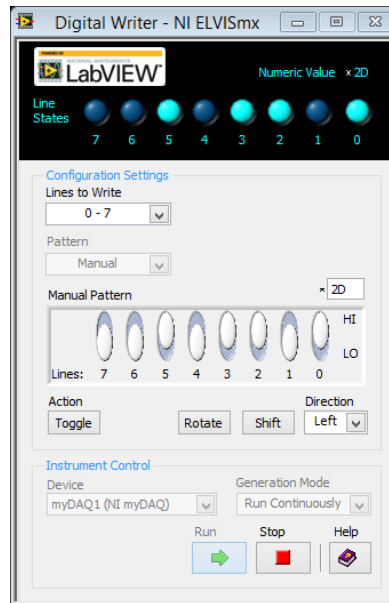 Digital Writer - NI ELVISmx
POWERED BY
NATIONAL INSTRUMENTS
LabVIEW™
Numeric Value × 2D
Line
States
7 6 5 4 3 2 1 0
Configuration Settings
Lines to Write
0 - 7
Pattern
Manual
Manual Pattern
× 2D
HI
LO
Lines: 7 6 5 4 3 2 1 0
Action
Direction
Toggle Rotate Shift Left
Instrument Control
Device
Generation Mode
myDAQ1 (NI myDAQ) Run Continuously
Run Stop Help